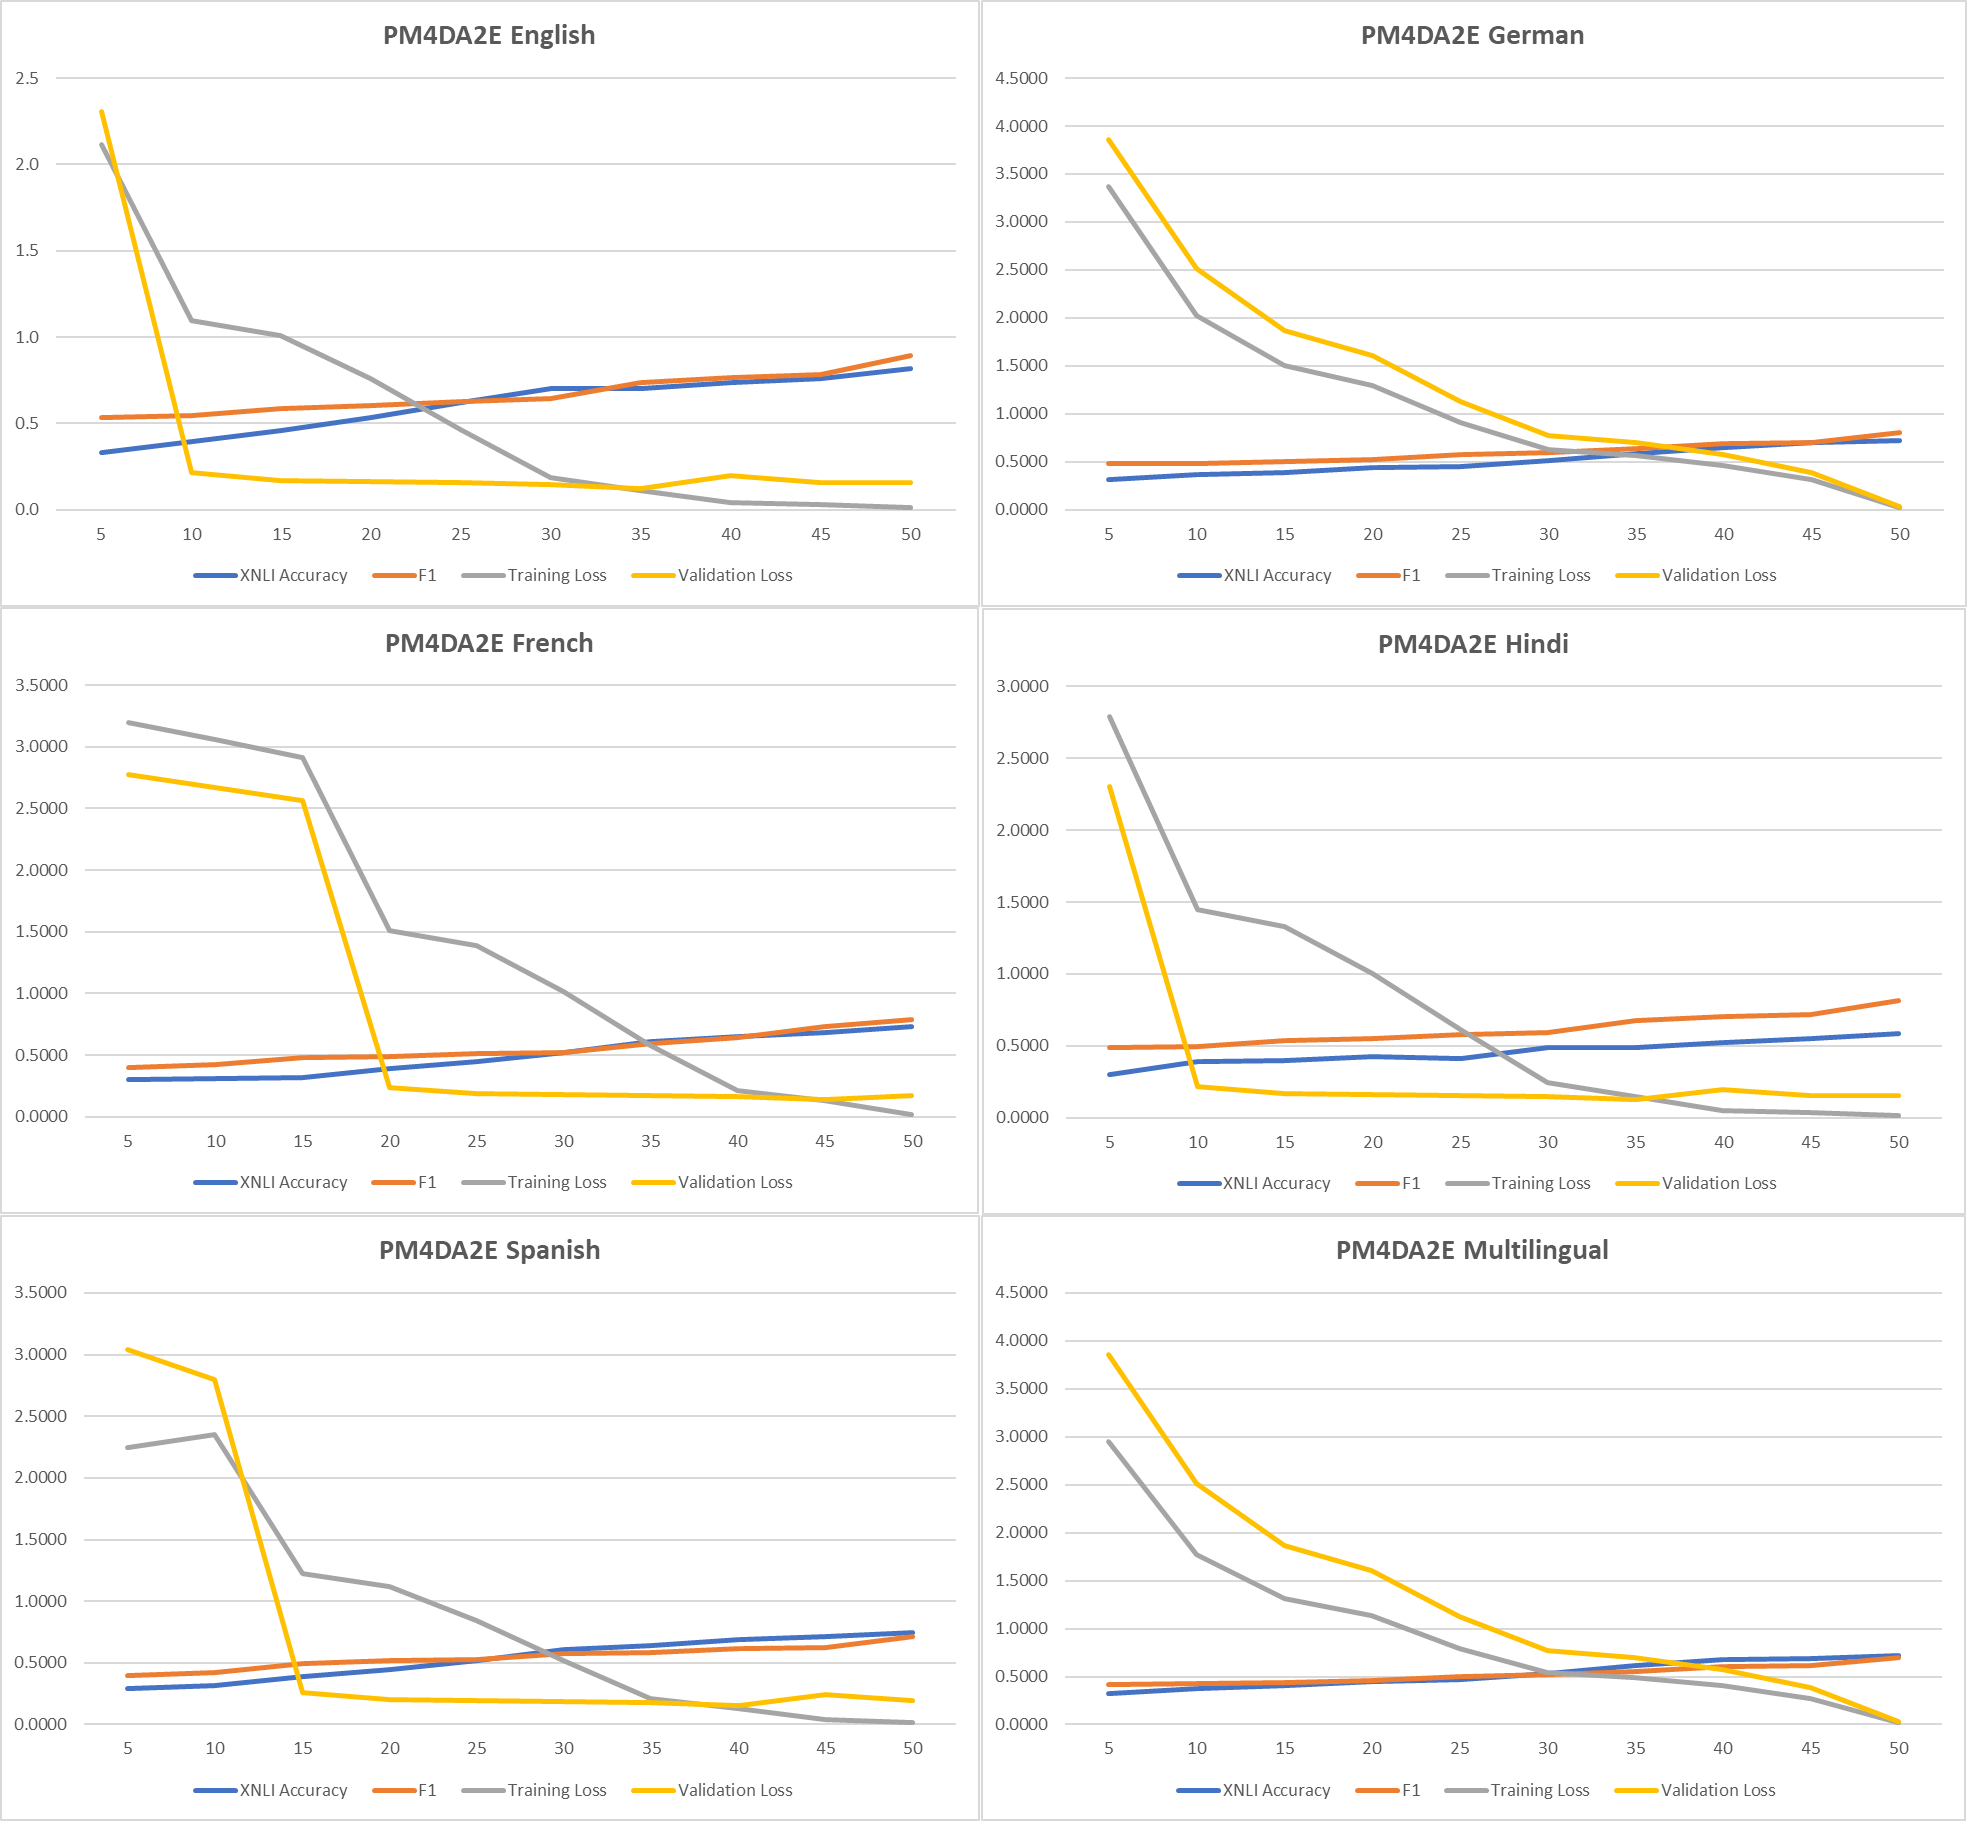 PM4DA2E English
2.5
2.0
1.5
1.0
0.5
0.0
5 10 15 20 25 30 35 40 45 50
XNLI Accuracy F1 Training Loss Validation Loss
PM4DA2E German
4.5000
4.0000
3.5000
3.0000
2.5000
2.0000
1.5000
1.0000
0.5000
0.0000
5 10 15 20 25 30 35 40 45 50
XNLI Accuracy F1 Training Loss Validation Loss
PM4DA2E French
3.5000
3.0000
2.5000
2.0000
1.5000
1.0000
0.5000
0.0000
5 10 15 20 25 30 35 40 45 50
XNLI Accuracy F1 Training Loss Validation Loss
PM4DA2E Hindi
3.0000
2.5000
2.0000
1.5000
1.0000
0.5000
0.0000
5 10 15 20 25 30 35 40 45 50
XNLI Accuracy F1 Training Loss Validation Loss
PM4DA2E Spanish
3.5000
3.0000
2.5000
2.0000
1.5000
1.0000
0.5000
0.0000
5 10 15 20 25 30 35 40 45 50
XNLI Accuracy F1 Training Loss Validation Loss
PM4DA2E Multilingual
4.5000
4.0000
3.5000
3.0000
2.5000
2.0000
1.5000
1.0000
0.5000
0.0000
5 10 15 20 25 30 35 40 45 50
XNLI Accuracy F1 Training Loss Validation Loss